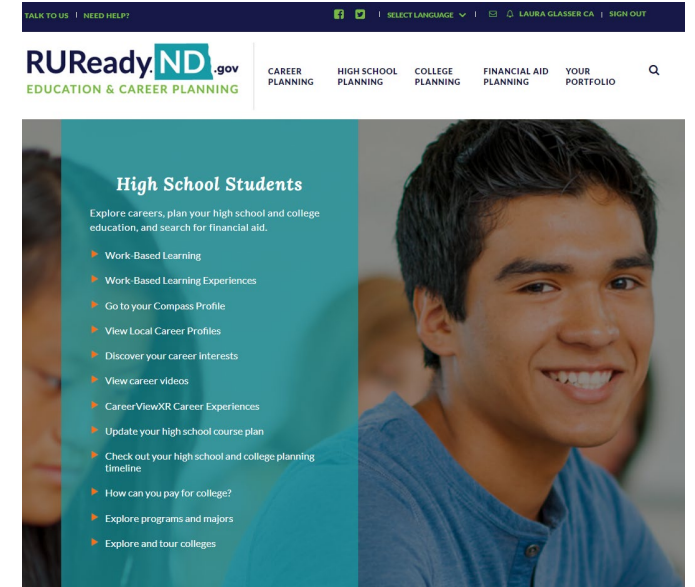 TALK TO US | NEED HELP?
SELECT LANGUAGE
LAURA GLASSER CA | SIGN OUT
RUReady.ND.gov
EDUCATION & CAREER PLANNING
CAREER PLANNING
HIGH SCHOOL PLANNING
COLLEGE PLANNING
FINANCIAL AID PLANNING
YOUR PORTFOLIO
High School Students
Explore careers, plan your high school and college
education, and search for financial aid.
Work-Based Learning
Work-Based Learning Experiences
Go to your Compass Profile
View Local Career Profiles
Discover your career interests
View career videos
CareerViewXR Career Experiences
Update your high school course plan
Check out your high school and college planning
timeline
How can you pay for college?
Explore programs and majors
Explore and tour colleges